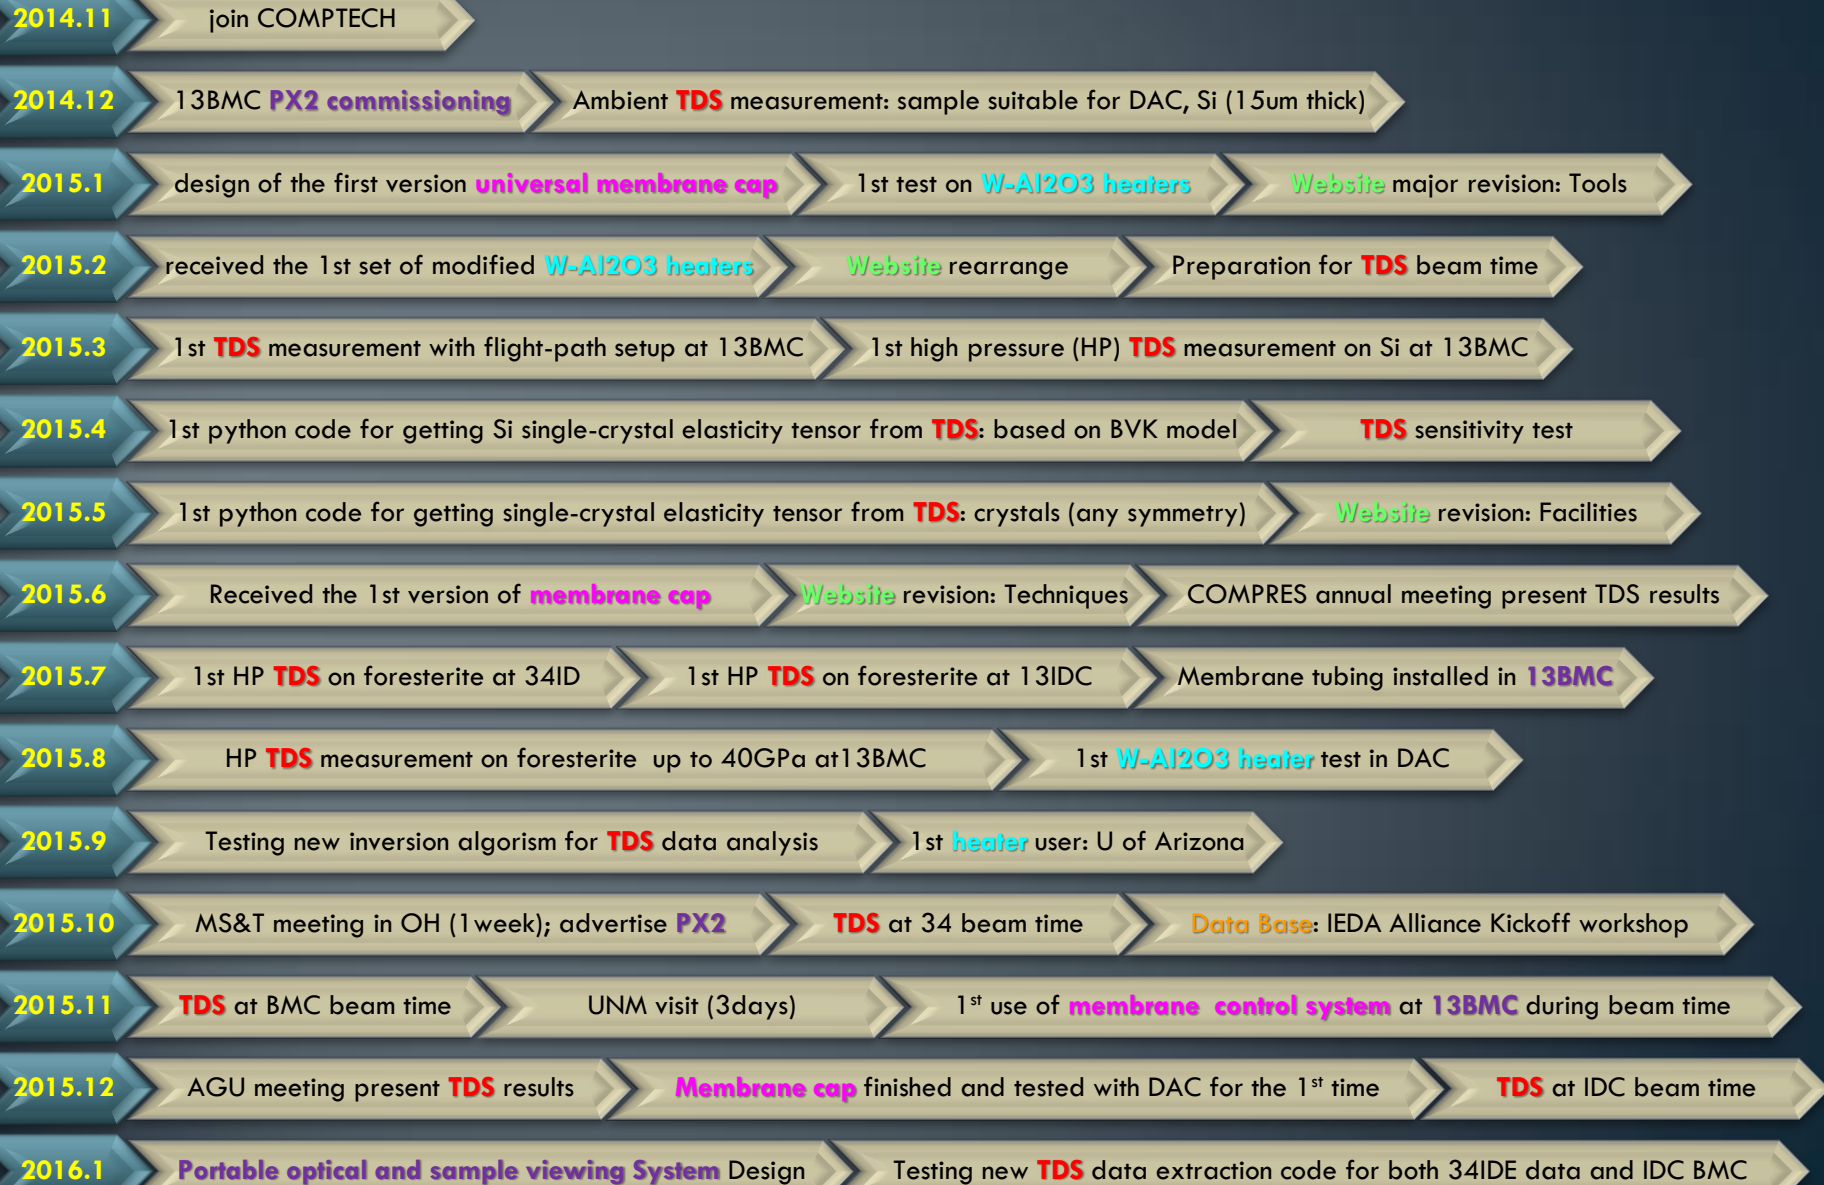 2014.11 join COMPTECH
2014.12 13BMC PX2 commissioning Ambient TDS measurement: sample suitable for DAC, Si (15um thick)
2015.1 design of the first version universal membrane cap 1st test on W-Al2O3 heaters Website major revision: Tools
2015.2 received the 1st set of modified W-Al2O3 heaters Website rearrange Preparation for TDS beam time
2015.3 1st TDS measurement with flight-path setup at 13BMC 1st high pressure (HP) TDS measurement on Si at 13BMC
2015.4 1st python code for getting Si single-crystal elasticity tensor from TDS: based on BVK model TDS sensitivity test
2015.5 1st python code for getting single-crystal elasticity tensor from TDS: crystals (any symmetry) Website revision: Facilities
2015.6 Received the 1st version of membrane cap Website revision: Techniques COMPRES annual meeting present TDS results
2015.7 1st HP TDS on foresterite at 34ID 1st HP TDS on foresterite at 13IDC Membrane tubing installed in 13BMC
2015.8 HP TDS measurement on foresterite up to 40GPa at13BMC 1st W-Al2O3 heater test in DAC
2015.9 Testing new inversion algorism for TDS data analysis 1st heater user: U of Arizona
2015.10 MS&T meeting in OH (1week); advertise PX2 TDS at 34 beam time Data Base: IEDA Alliance Kickoff workshop
2015.11 TDS at BMC beam time UNM visit (3days) 1st use of membrane control system at 13BMC during beam time
2015.12 AGU meeting present TDS results Membrane cap finished and tested with DAC for the 1st time TDS at IDC beam time
2016.1 Portable optical and sample viewing System Design Testing new TDS data extraction code for both 34IDE data and IDC BMC